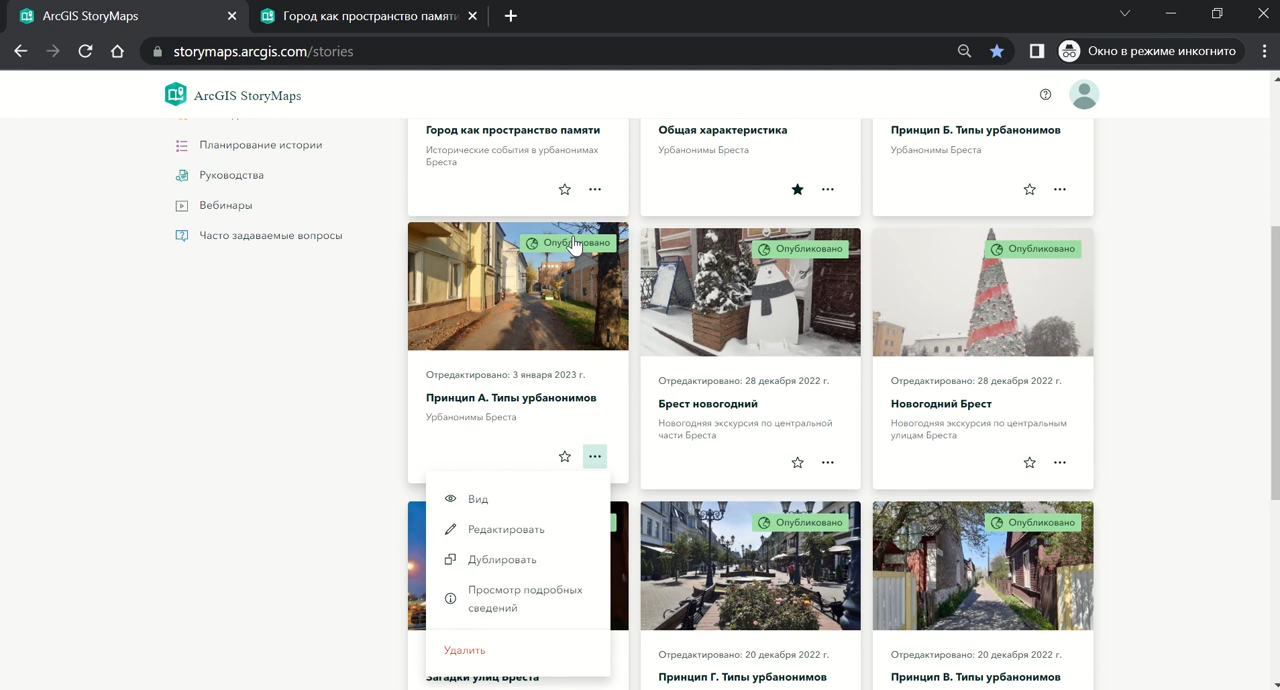 ArcGIS StoryMaps
Город как пространство памяти
storymaps.arcgis.com/stories
Окно в режиме инкогнито
ArcGIS StoryMaps
Планирование истории
Руководства
Вебинары
Часто задаваемые вопросы
Город как пространство памяти
Исторические события в урбанонимах
Бреста
Общая характеристика
Урбанонимы Бреста
Принцип Б. Типы урбанонимов
Урбанонимы Бреста
Опубликовано
Отредактировано: 3 января 2023 г.
Принцип А. Типы урбанонимов
Урбанонимы Бреста
Опубликовано
Отредактировано: 28 декабря 2022 г.
Брест новогодний
Новогодняя экскурсия по центральной
части Бреста
Опубликовано
Отредактировано: 28 декабря 2022 г.
Новогодний Брест
Новогодняя экскурсия по центральным
улицам Бреста
Вид
Редактировать
Дублировать
Просмотр подробных
сведений
Удалить
Загадки улиц Бреста
Опубликовано
Отредактировано: 20 декабря 2022 г.
Принцип Г. Типы урбанонимов
Опубликовано
Отредактировано: 20 декабря 2022 г.
Принцип В. Типы урбанонимов